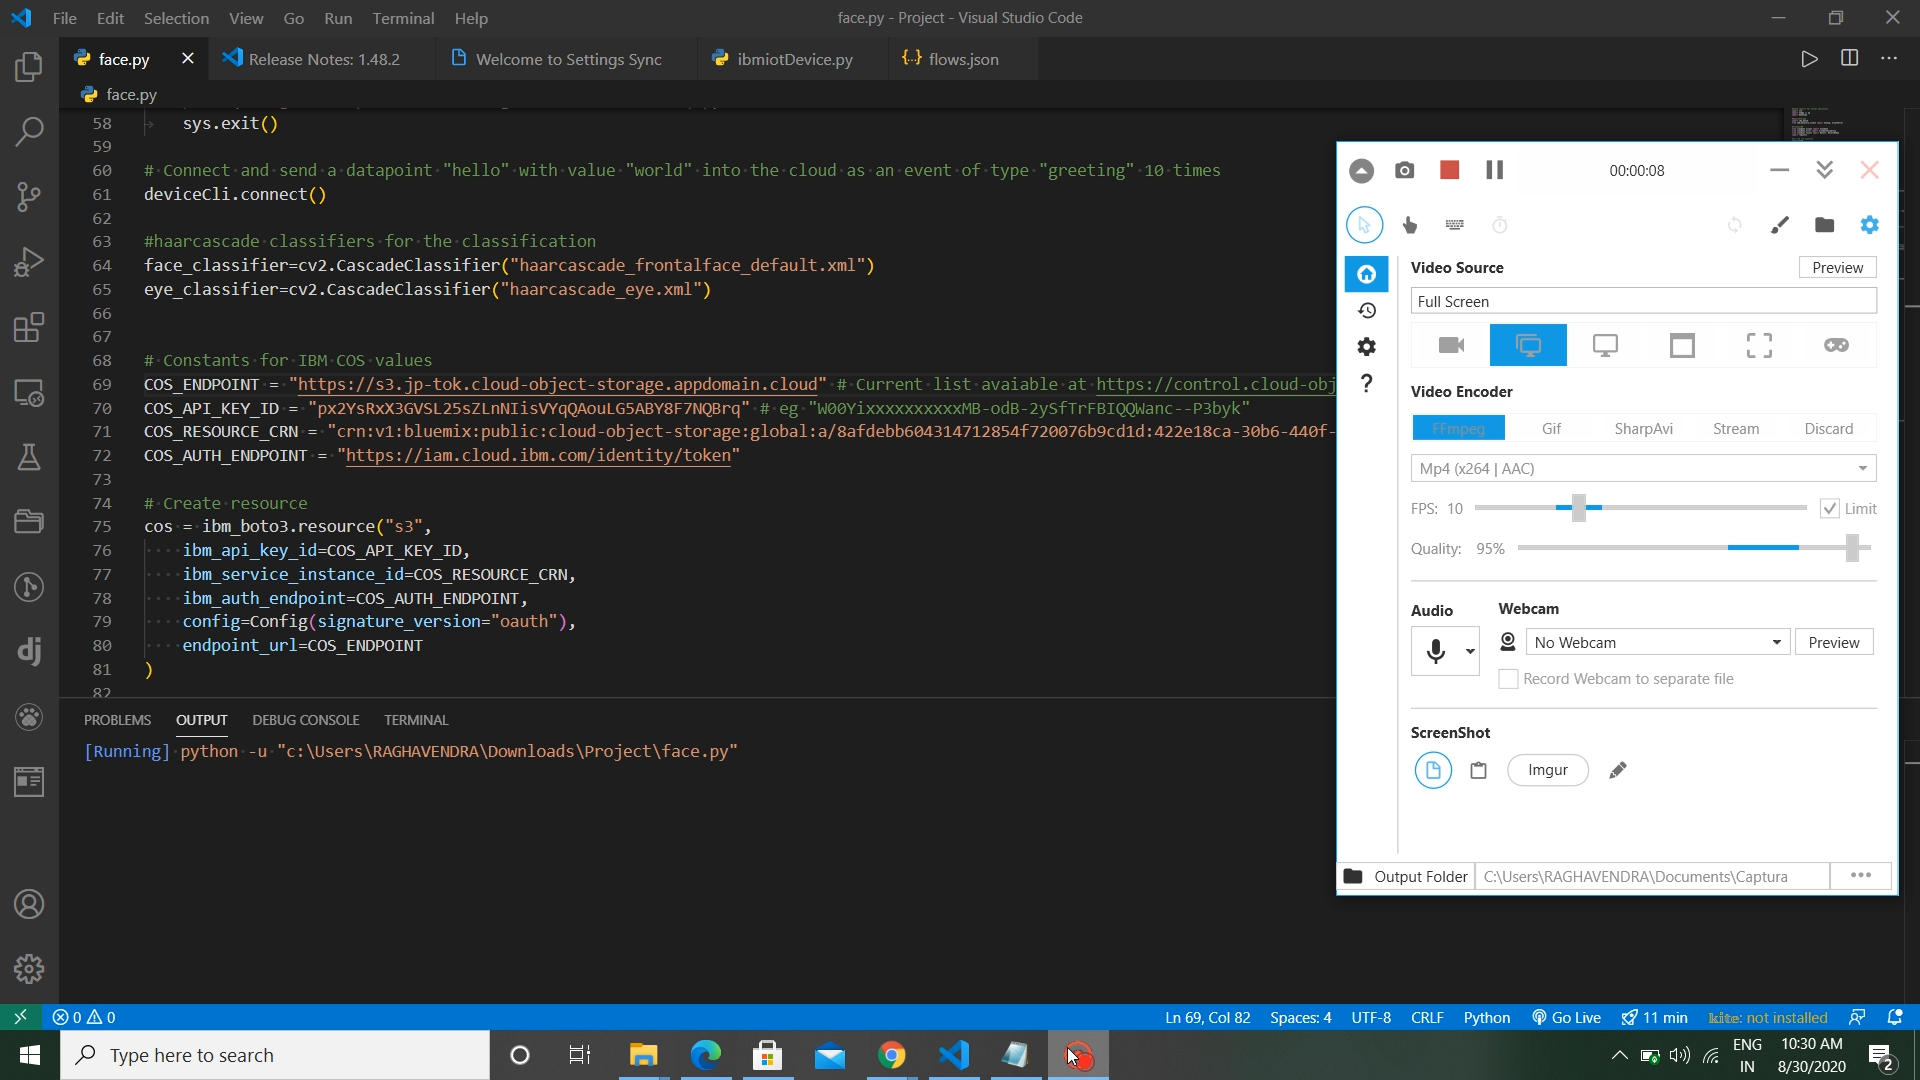 File Edit Selection View Go Run Terminal Help
face.py - Project - Visual Studio Code
face.py
Release Notes: 1.48.2
Welcome to Settings Sync
ibmiotDevice.py
flows.json
face.py
58 sys.exit()
59
60 # Connect and send a datapoint "hello" with value "world" into the cloud as an event of type "greeting" 10 times
61 deviceCli.connect()
62
63 #haarcascade classifiers for the classification
64 face_classifier=cv2.CascadeClassifier("haarcascade_frontalface_default.xml")
65 eye_classifier=cv2.CascadeClassifier("haarcascade_eye.xml")
66
67
68 # Constants for IBM COS values
69 COS_ENDPOINT = "https://s3.jp-tok.cloud-object-storage.appdomain.cloud" # Current list avaiable at https://control.cloud-obj
70 COS_API_KEY_ID = "px2YsRxX3GVSL25sZLnNIisVYqQAouLG5ABY8F7NQBrq" # eg "W00YixxxxxxxxxxMB-odB-2ySfTrFBIQQWanc--P3byk"
71 COS_RESOURCE_CRN = "crn:v1:bluemix:public:cloud-object-storage:global:a/8afdebb604314712854f720076b9cd1d:422e18ca-30b6-440f-
72 COS_AUTH_ENDPOINT = "https://iam.cloud.ibm.com/identity/token"
73
74 # Create resource
75 cos = ibm_boto3.resource("s3",
76 ibm_api_key_id=COS_API_KEY_ID,
77 ibm_service_instance_id=COS_RESOURCE_CRN,
78 ibm_auth_endpoint=COS_AUTH_ENDPOINT,
79 config=Config(signature_version="oauth"),
80 endpoint_url=COS_ENDPOINT
81 )
82
PROBLEMS OUTPUT DEBUG CONSOLE TERMINAL
[Running] python -u "c:\Users\RAGHAVENDRA\Downloads\Project\face.py"
00:00:08
Video Source
Preview
Full Screen
Video Encoder
FFmpeg Gif SharpAvi Stream Discard
Mp4 (x264 | AAC)
FPS: 10
Limit
Quality: 95%
Audio
Webcam
No Webcam
Preview
Record Webcam to separate file
ScreenShot
Imgur
Output Folder
C:\Users\RAGHAVENDRA\Documents\Captura
0 0
Ln 69, Col 82
Spaces: 4
UTF-8
CRLF
Python
Go Live
11 min
kite: not installed
Type here to search
ENG
IN
10:30 AM
8/30/2020
2